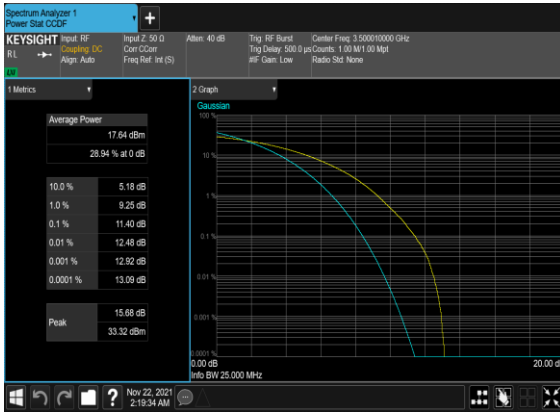 Spectrum Analyzer 1
Power Stat CCDF
+
KEYSIGHT
RL
Input: RF
Coupling: DC
Align: Auto
Input Z: 50 Ω
Corr CCorr
Freq Ref: Int (S)
Atten: 40 dB
Trig: RF Burst
Trig Delay: 500.0 µs
#IF Gain: Low
Center Freq: 3.500010000 GHz
Counts: 1.00 M/1.00 Mpt
Radio Std: None
1 Metrics
Average Power
17.64 dBm
28.94 % at 0 dB
10.0 % 5.18 dB
1.0 % 9.25 dB
0.1 % 11.40 dB
0.01 % 12.48 dB
0.001 % 12.92 dB
0.0001 % 13.09 dB
Peak
15.68 dB
33.32 dBm
2 Graph
Gaussian
100 %
10 %
1 %
0.1 %
0.01 %
0.001 %
0.0001 %
0.00 dB
20.00 dB
Info BW 25.000 MHz
?
Nov 22, 2021
2:19:34 AM